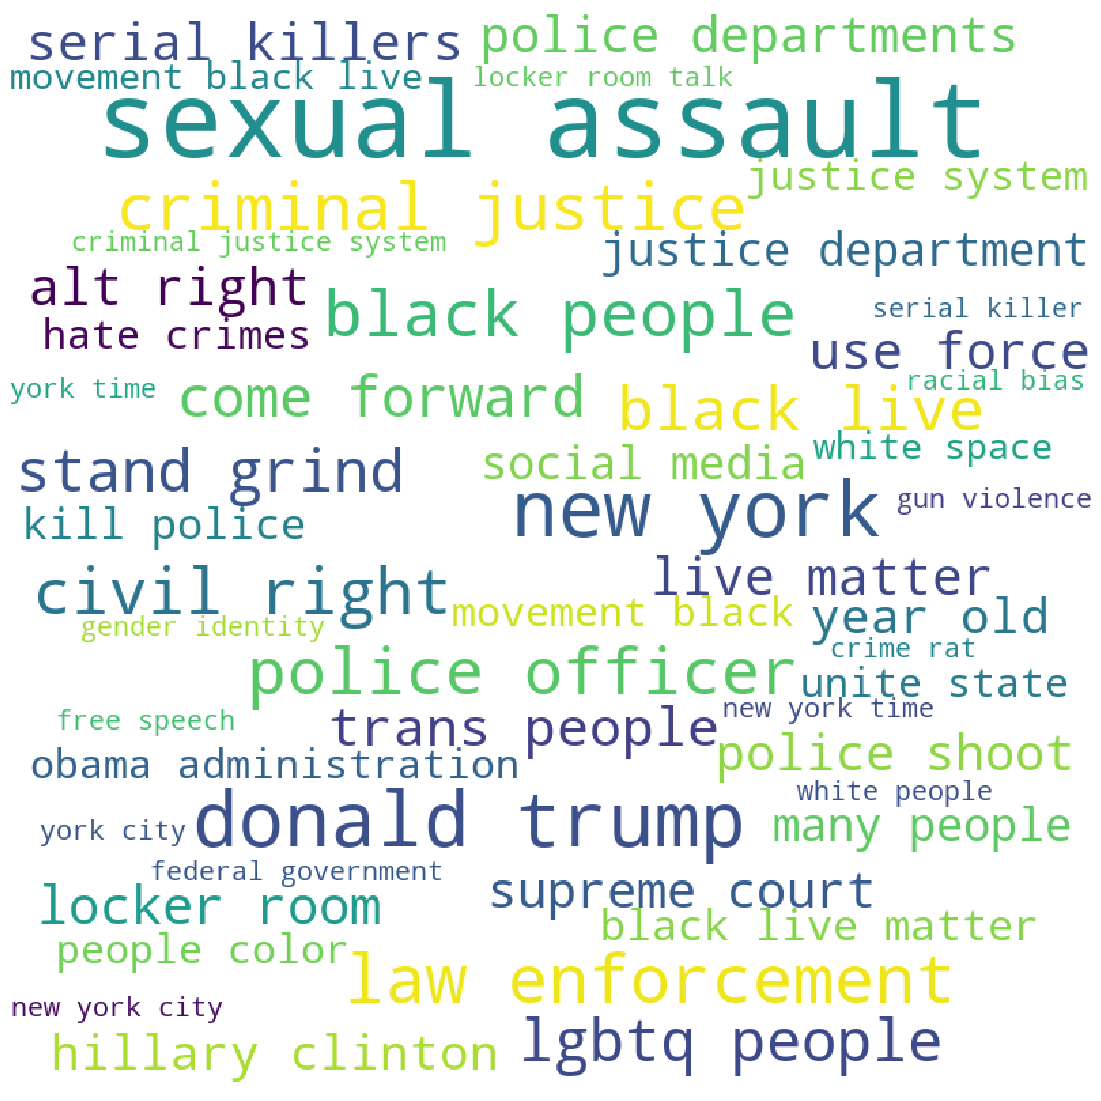 serial killers
police departments
movement black live
locker room talk
sexual assault
justice system
criminal justice
criminal justice system
justice department
alt right
black people
serial killer
hate crimes
use force
york time
come forward
black live
racial bias
stand grind
social media
white space
new york
gun violence
kill police
civil right
live matter
movement black
year old
gender identity
crime rat
police officer
unite state
free speech
trans people
new york time
obama administration
police shoot
white people
york city
donald trump
many people
federal government
locker room
supreme court
black live matter
people color
law enforcement
new york city
hillary clinton
lgbtq people